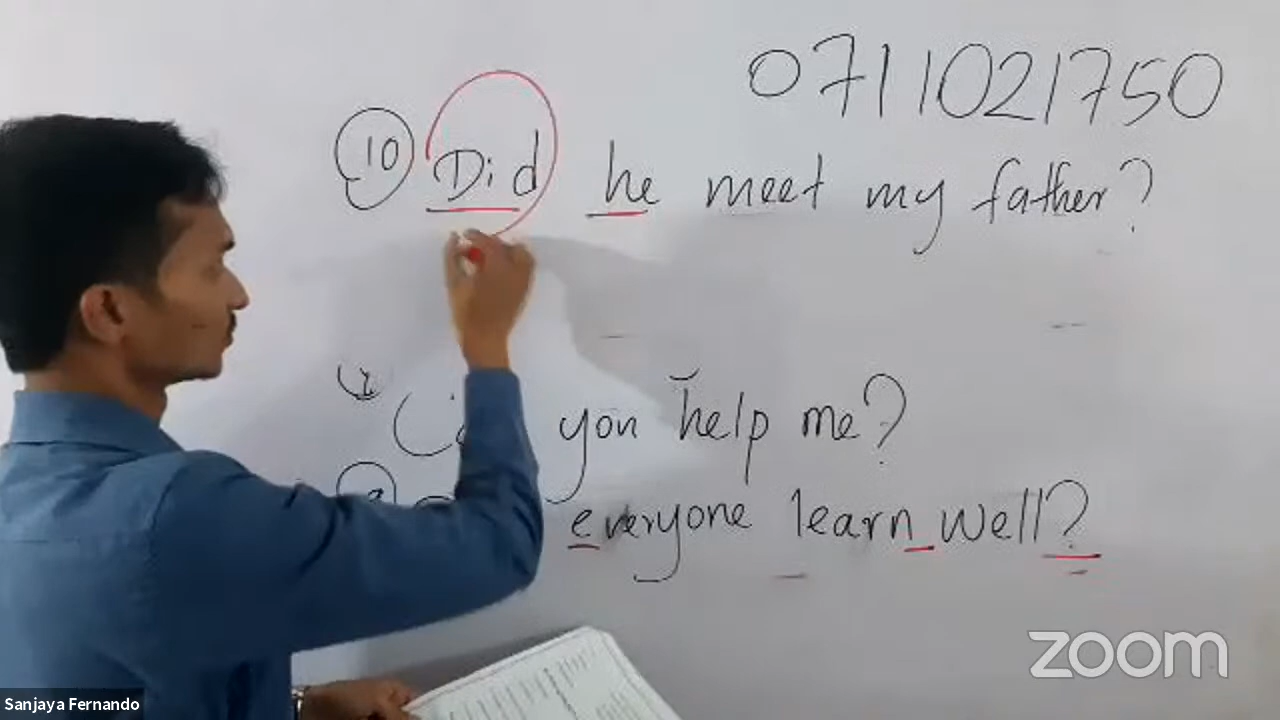 0711021750
10 Did he meet my father?
you help me?
everyone learn well?
zoom
Sanjaya Fernando